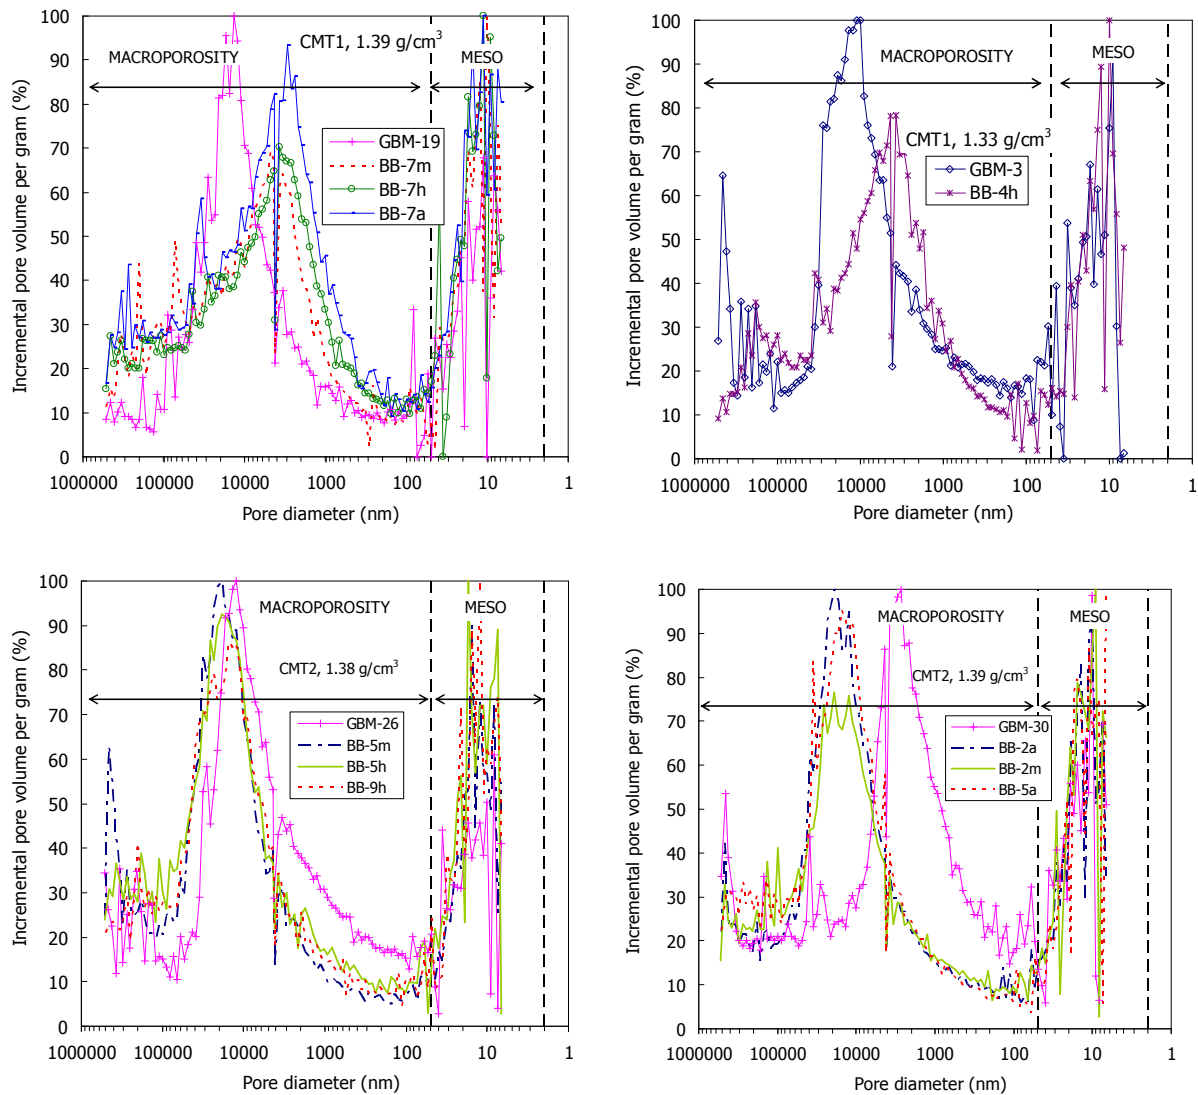 Incremental pore volume per gram (%)
100
90
80
70
60
50
40
30
20
10
0
CMT1, 1.39 g/cm³
MACROPOROSITY
MESO
GBM-19
BB-7m
BB-7h
BB-7a
1000000 100000 10000 1000 100 10 1
Pore diameter (nm)
Incremental pore volume per gram (%)
100
90
80
70
60
50
40
30
20
10
0
MACROPOROSITY
MESO
CMT1, 1.33 g/cm³
GBM-3
BB-4h
1000000 100000 10000 1000 100 10 1
Pore diameter (nm)
Incremental pore volume per gram (%)
100
90
80
70
60
50
40
30
20
10
0
MACROPOROSITY
MESO
CMT2, 1.38 g/cm³
GBM-26
BB-5m
BB-5h
BB-9h
1000000 100000 10000 1000 100 10 1
Pore diameter (nm)
Incremental pore volume per gram (%)
100
90
80
70
60
50
40
30
20
10
0
MACROPOROSITY
MESO
CMT2, 1.39 g/cm³
GBM-30
BB-2a
BB-2m
BB-5a
1000000 100000 10000 1000 100 10 1
Pore diameter (nm)